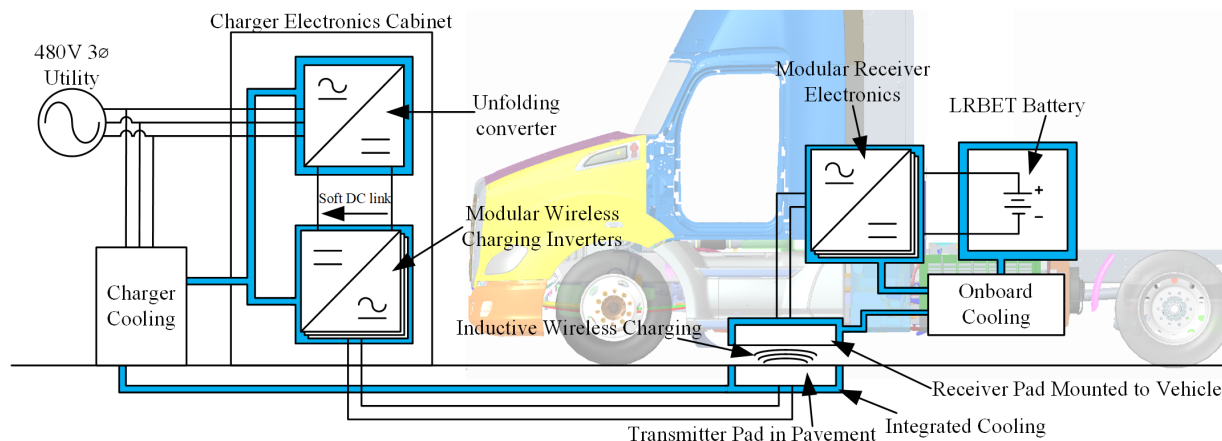 Charger Electronics Cabinet
480V 3⌀
Utility
Unfolding
converter
Soft DC link
Modular Wireless
Charging Inverters
Charger
Cooling
Modular Receiver
Electronics
LRBET Battery
+
−
Onboard
Cooling
Inductive Wireless Charging
Receiver Pad Mounted to Vehicle
Integrated Cooling
Transmitter Pad in Pavement